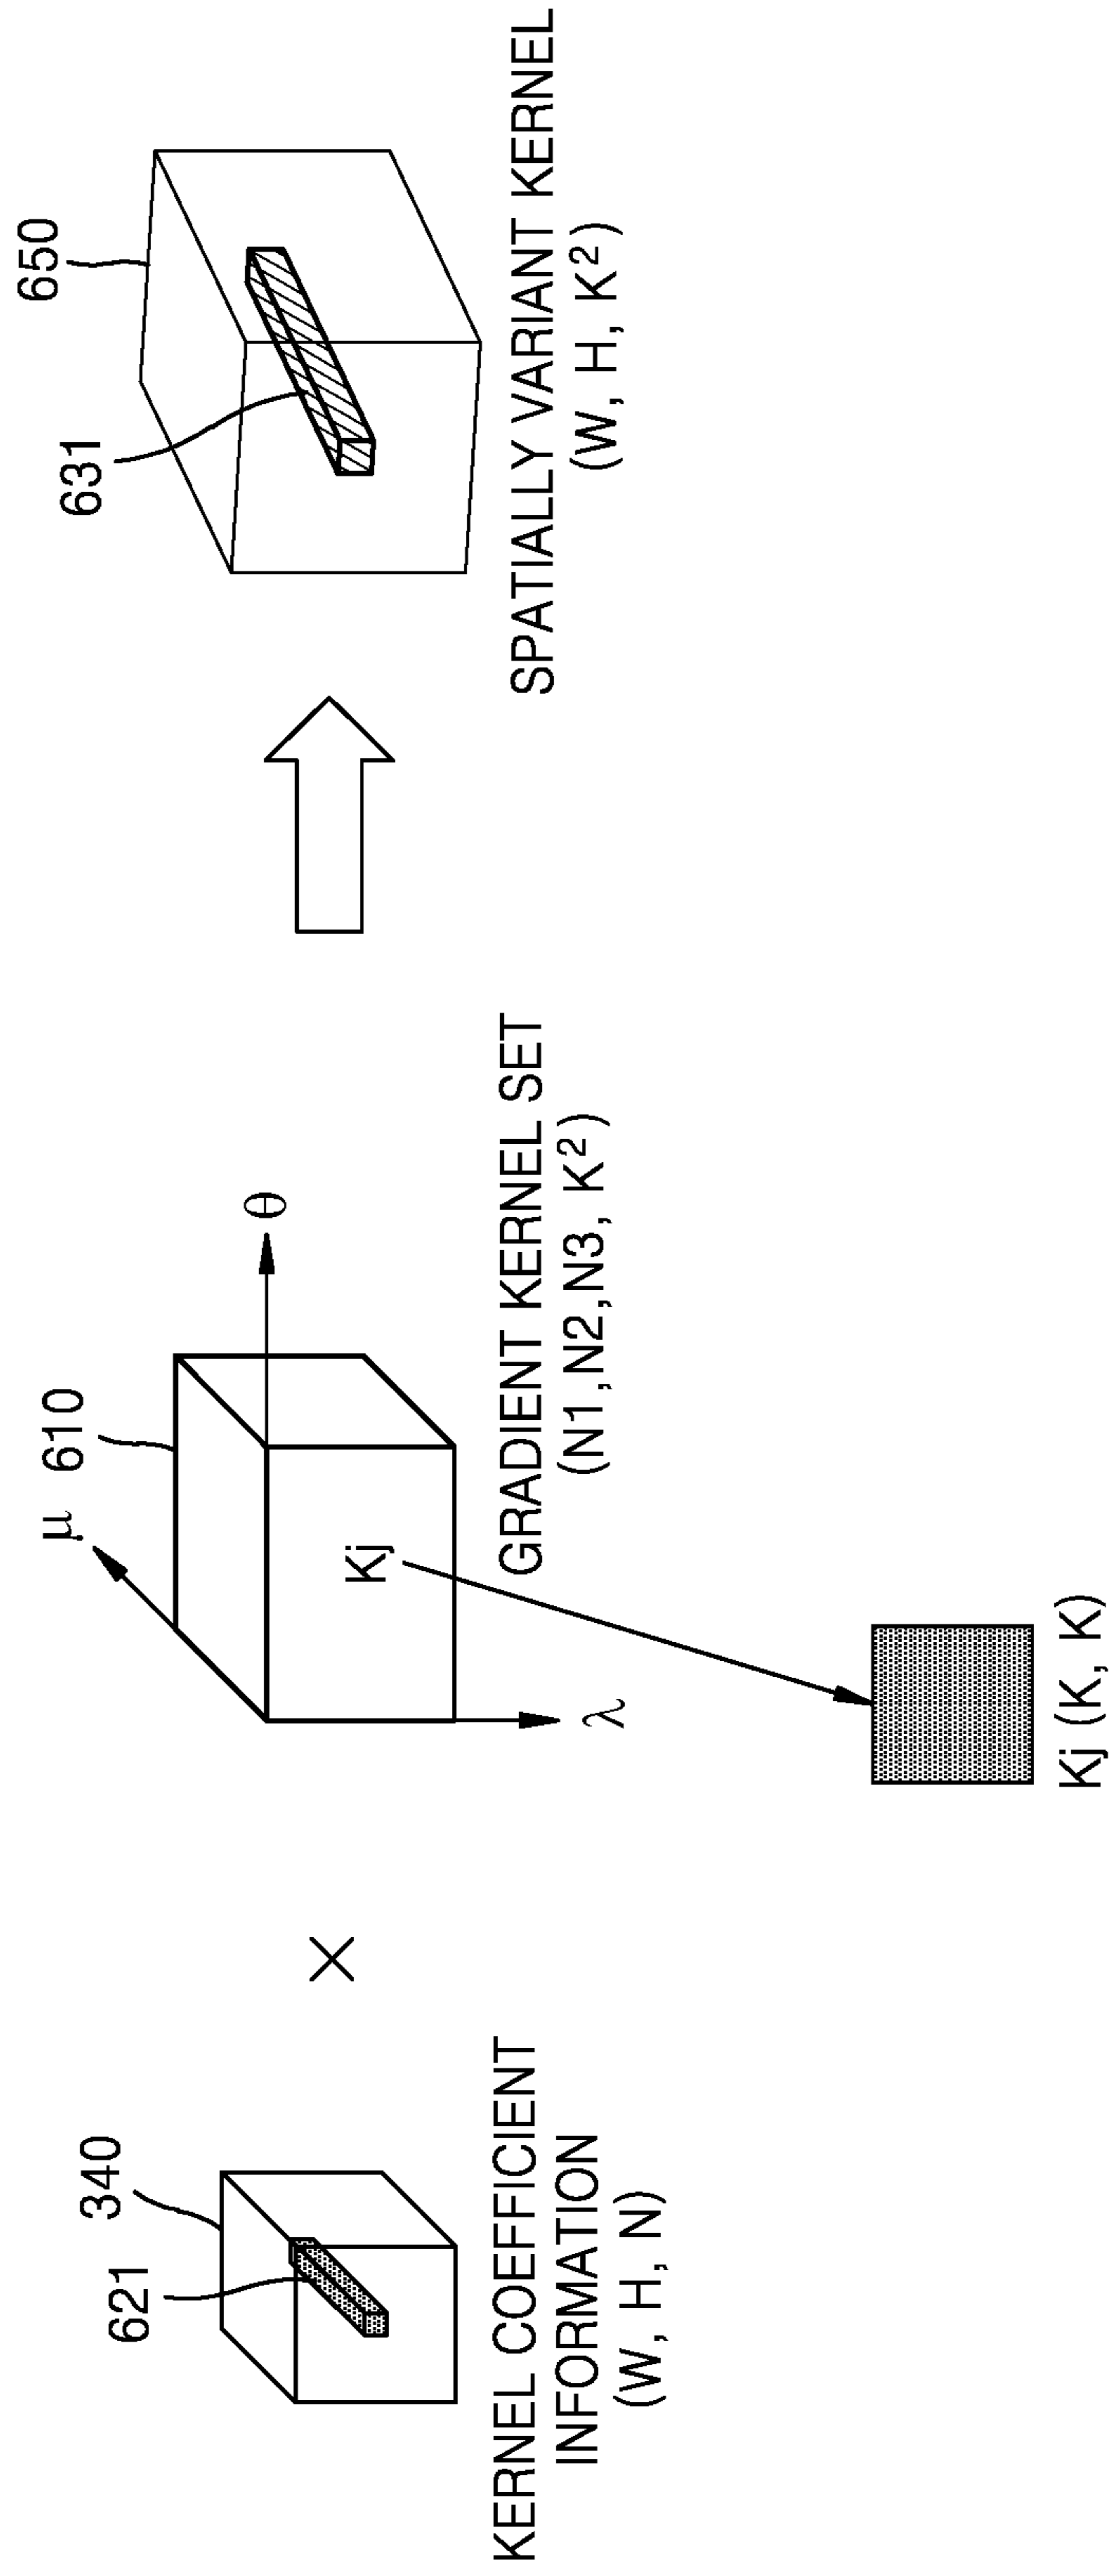 340
621
KERNEL COEFFICIENT
INFORMATION
(W, H, N)
×
μ
610
θ
λ
Kj
GRADIENT KERNEL SET
(N1,N2,N3, K²)
Kj (K, K)
650
631
SPATIALLY VARIANT KERNEL
(W, H, K²)